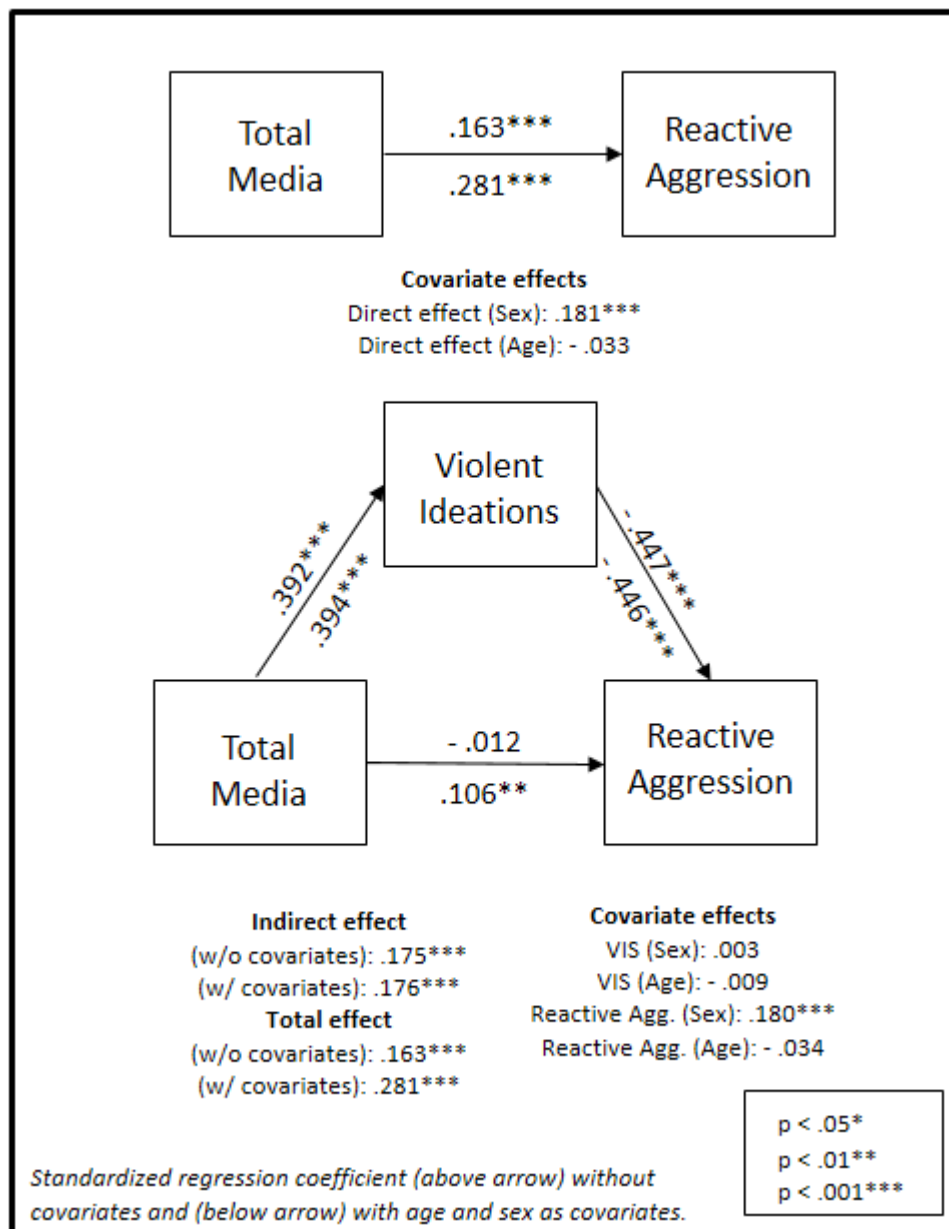 Total
Media
.163***
.281***
Reactive
Aggression
Covariate effects
Direct effect (Sex): .181***
Direct effect (Age): - .033
Violent
Ideations
.392***
.394***
- .447***
- .446***
Total
Media
- .012
.106**
Reactive
Aggression
Indirect effect
(w/o covariates): .175***
(w/ covariates): .176***
Total effect
(w/o covariates): .163***
(w/ covariates): .281***
Covariate effects
VIS (Sex): .003
VIS (Age): - .009
Reactive Agg. (Sex): .180***
Reactive Agg. (Age): - .034
p < .05*
p < .01**
p < .001***
Standardized regression coefficient (above arrow) without
covariates and (below arrow) with age and sex as covariates.